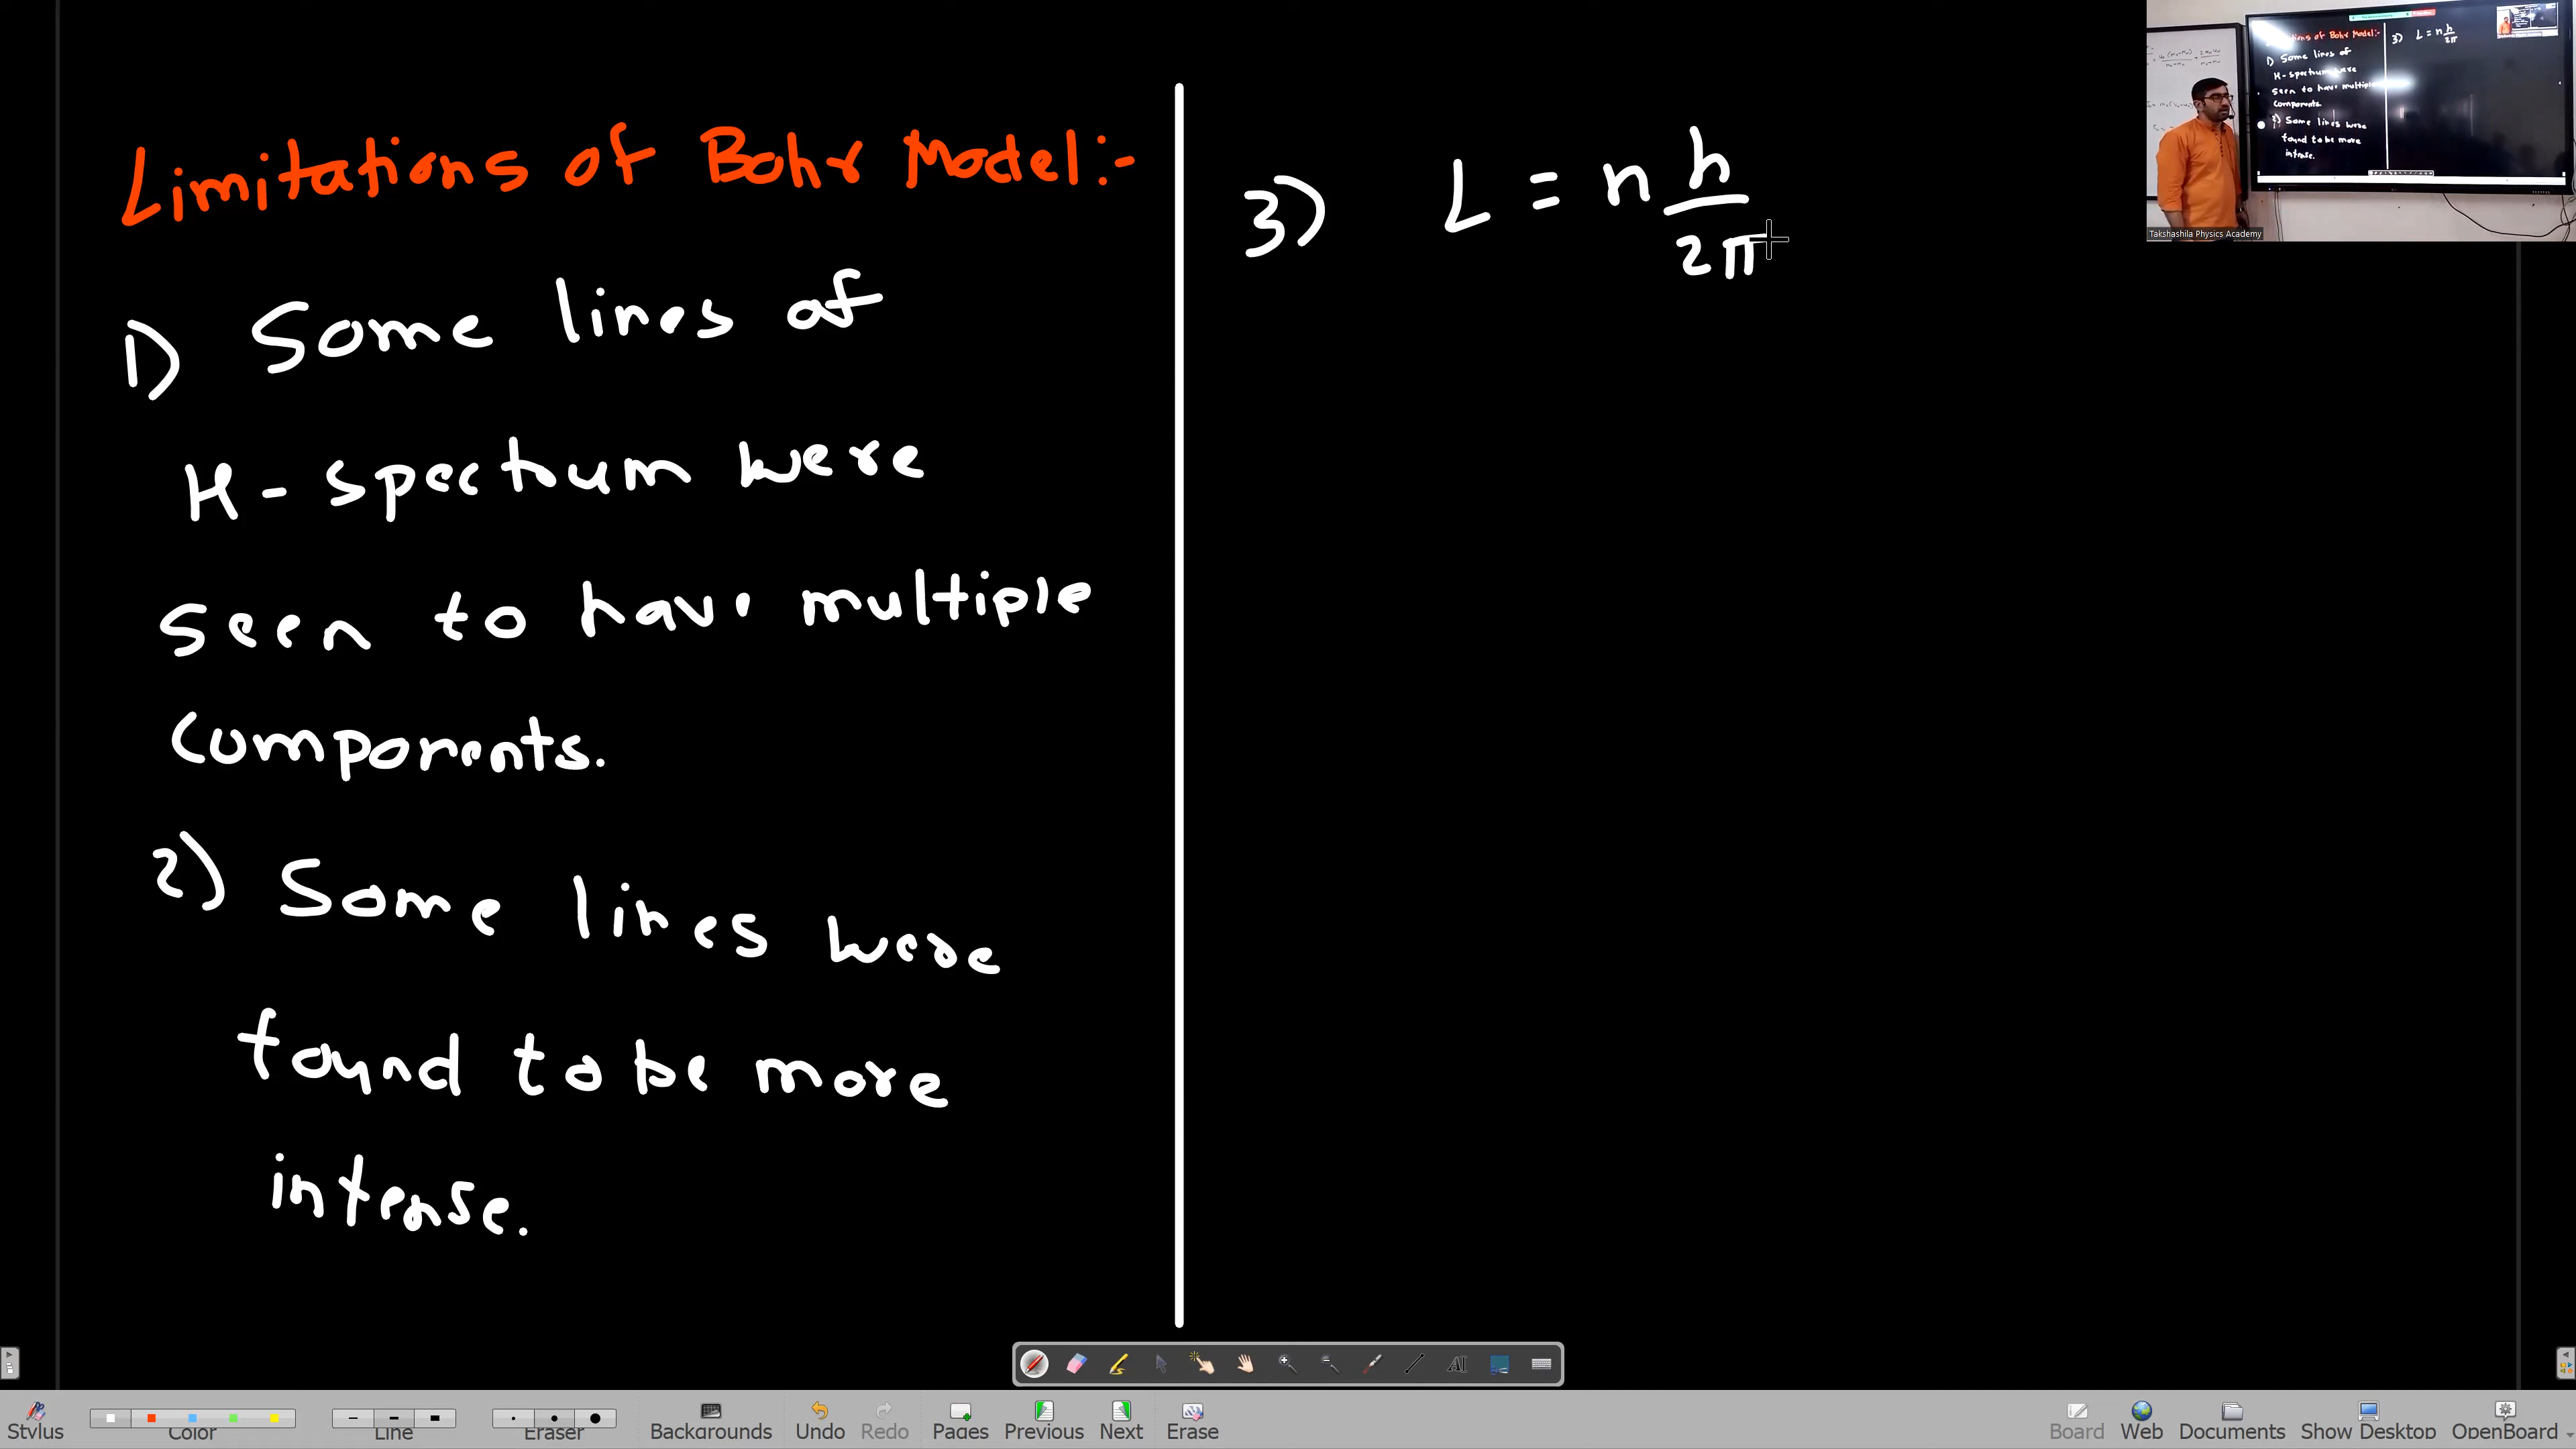 Limitations of Bohr Model:-
1) Some lines of
H - spectrum were
seen to have multiple
components.
2) Some lines were
found to be more
intense.
3) L = n h/2π
Takshashila Physics Academy
Stylus
Color
Line
Eraser
Backgrounds
Undo
Redo
Pages
Previous
Next
Erase
Board
Web
Documents
Show Desktop
OpenBoard